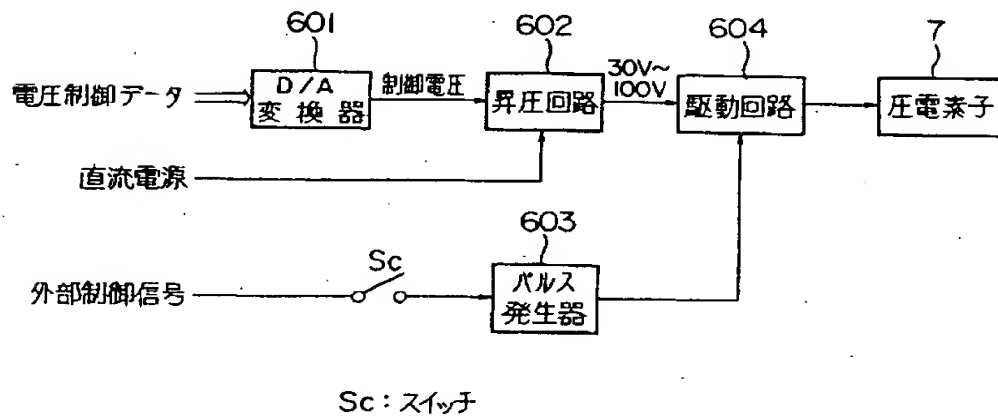 601
602
604
7
電圧制御データ
D/A
変換器
制御電圧
昇圧回路
30V~
100V
駆動回路
圧電素子
直流電源
603
外部制御信号
Sc
パルス
発生器
Sc:スイッチ